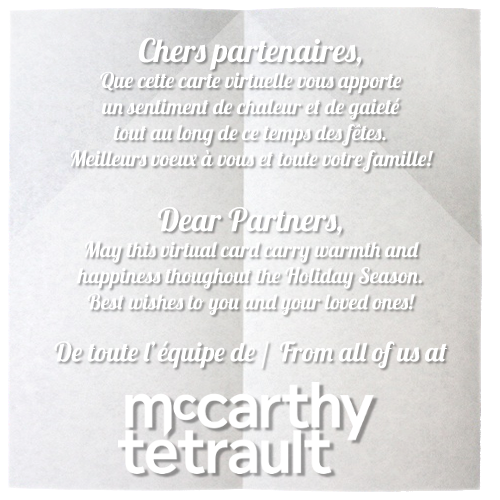 Chers partenaires,
Que cette carte virtuelle vous apporte
un sentiment de chaleur et de gaieté
tout au long de ce temps des fêtes.
Meilleurs voeux à vous et toute votre famille!
Dear Partners,
May this virtual card carry warmth and
happiness thoughout the Holiday Season.
Best wishes to you and your loved ones!
De toute l'équipe de / From all of us at
mccarthy
tetrault